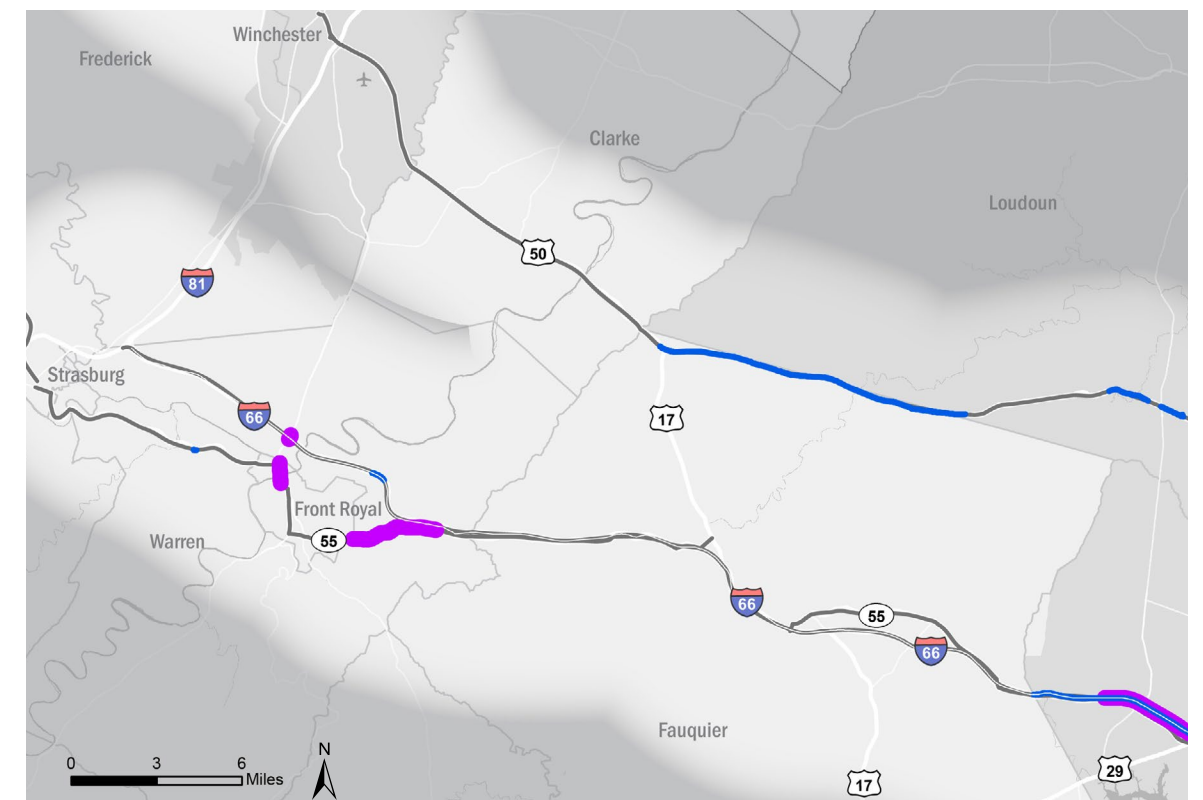 Winchester
Frederick
Clarke
Loudoun
50
81
Strasburg
66
17
Front Royal
55
Warren
66
55
66
Fauquier
29
17
0 3 6
Miles
N